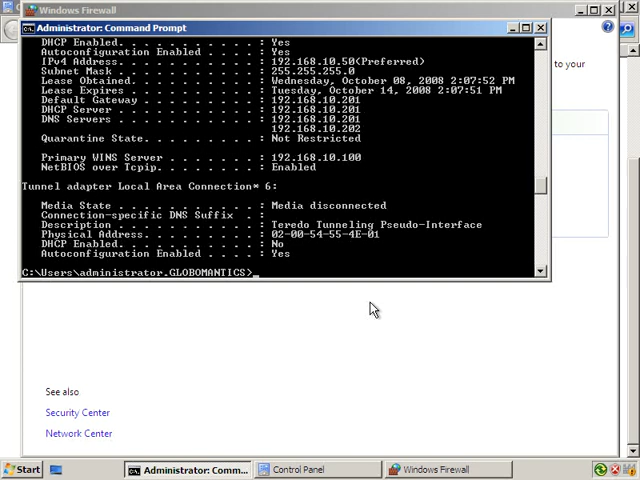 Windows Firewall
Administrator: Command Prompt
DHCP Enabled. . . . . . . . . . . : Yes
Autoconfiguration Enabled . . . . : Yes
IPv4 Address. . . . . . . . . . . : 192.168.10.50(Preferred)
Subnet Mask . . . . . . . . . . . : 255.255.255.0
Lease Obtained. . . . . . . . . . : Wednesday, October 08, 2008 2:07:52 PM
Lease Expires . . . . . . . . . . : Tuesday, October 14, 2008 2:07:51 PM
Default Gateway . . . . . . . . . : 192.168.10.201
DHCP Server . . . . . . . . . . . : 192.168.10.201
DNS Servers . . . . . . . . . . . : 192.168.10.201
192.168.10.202
Quarantine State. . . . . . . . . : Not Restricted
Primary WINS Server . . . . . . . : 192.168.10.100
NetBIOS over Tcpip. . . . . . . . : Enabled
Tunnel adapter Local Area Connection* 6:
Media State . . . . . . . . . . . : Media disconnected
Connection-specific DNS Suffix  . :
Description . . . . . . . . . . . : Teredo Tunneling Pseudo-Interface
Physical Address. . . . . . . . . : 02-00-54-55-4E-01
DHCP Enabled. . . . . . . . . . . : No
Autoconfiguration Enabled . . . . : Yes
C:\Users\administrator.GLOBOMANTICS>_
to your
See also
Security Center
Network Center
Start
Administrator: Comm...
Control Panel
Windows Firewall